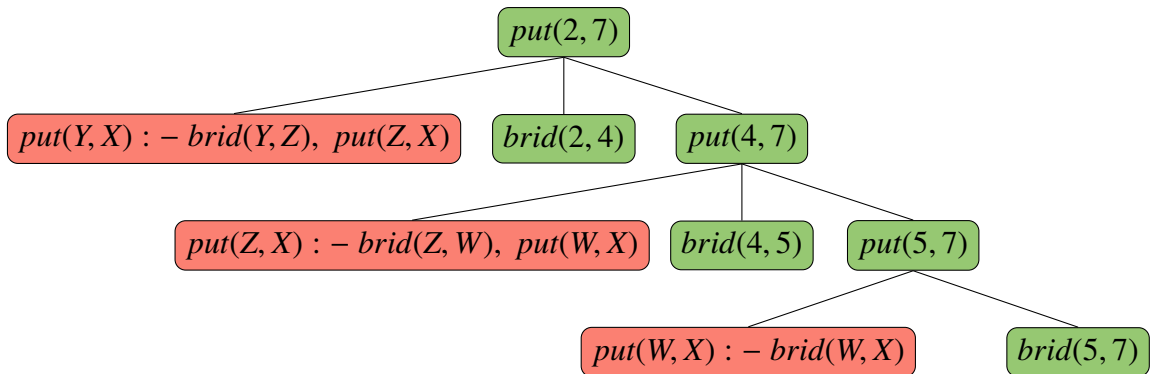 put(2, 7)
put(Y, X) : − brid(Y, Z), put(Z, X)
brid(2, 4)
put(4, 7)
put(Z, X) : − brid(Z, W), put(W, X)
brid(4, 5)
put(5, 7)
put(W, X) : − brid(W, X)
brid(5, 7)